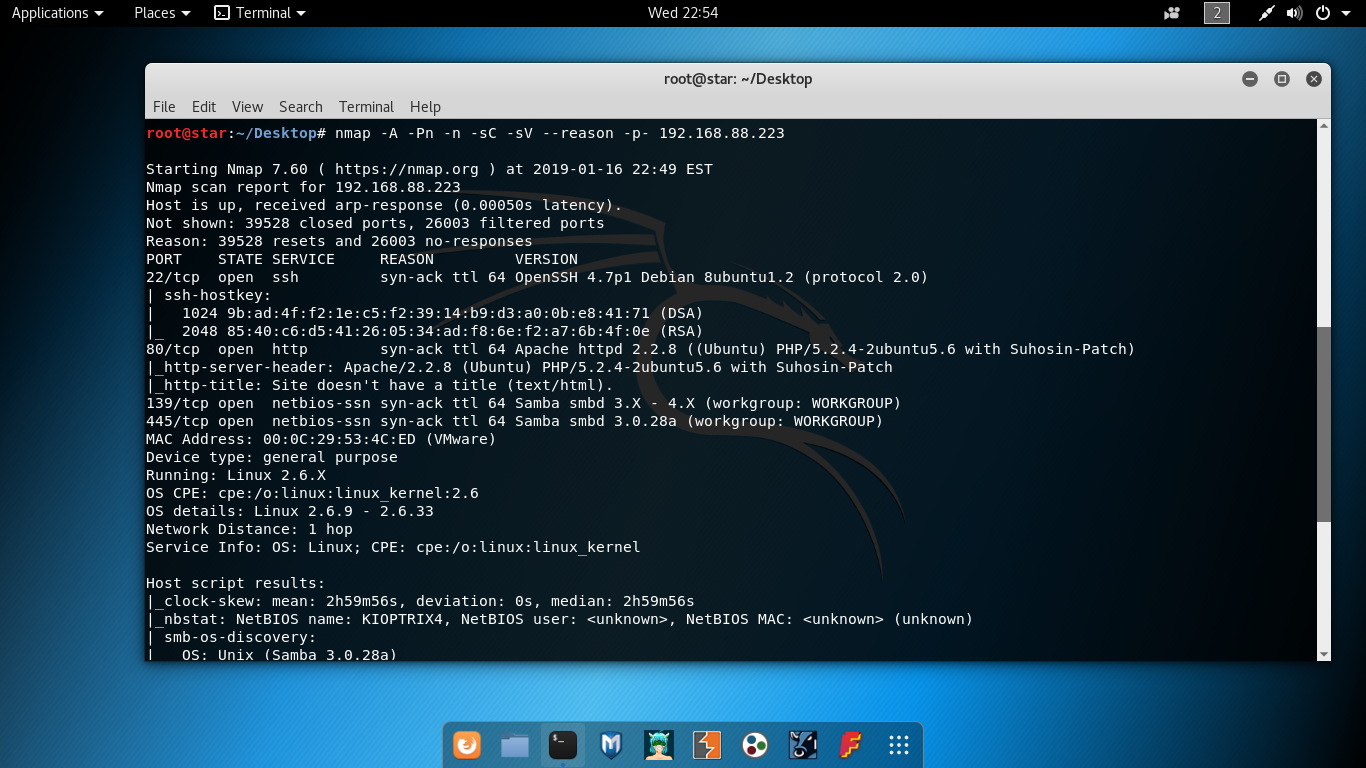 Applications Places Terminal Wed 22:54 2
root@star: ~/Desktop
File Edit View Search Terminal Help
root@star:~/Desktop# nmap -A -Pn -n -sC -sV --reason -p- 192.168.88.223
Starting Nmap 7.60 ( https://nmap.org ) at 2019-01-16 22:49 EST
Nmap scan report for 192.168.88.223
Host is up, received arp-response (0.00050s latency).
Not shown: 39528 closed ports, 26003 filtered ports
Reason: 39528 resets and 26003 no-responses
PORT    STATE SERVICE     REASON         VERSION
22/tcp  open  ssh         syn-ack ttl 64 OpenSSH 4.7p1 Debian 8ubuntu1.2 (protocol 2.0)
| ssh-hostkey:
|   1024 9b:ad:4f:f2:1e:c5:f2:39:14:b9:d3:a0:0b:e8:41:71 (DSA)
|_  2048 85:40:c6:d5:41:26:05:34:ad:f8:6e:f2:a7:6b:4f:0e (RSA)
80/tcp  open  http        syn-ack ttl 64 Apache httpd 2.2.8 ((Ubuntu) PHP/5.2.4-2ubuntu5.6 with Suhosin-Patch)
|_http-server-header: Apache/2.2.8 (Ubuntu) PHP/5.2.4-2ubuntu5.6 with Suhosin-Patch
|_http-title: Site doesn't have a title (text/html).
139/tcp open  netbios-ssn syn-ack ttl 64 Samba smbd 3.X - 4.X (workgroup: WORKGROUP)
445/tcp open  netbios-ssn syn-ack ttl 64 Samba smbd 3.0.28a (workgroup: WORKGROUP)
MAC Address: 00:0C:29:53:4C:ED (VMware)
Device type: general purpose
Running: Linux 2.6.X
OS CPE: cpe:/o:linux:linux_kernel:2.6
OS details: Linux 2.6.9 - 2.6.33
Network Distance: 1 hop
Service Info: OS: Linux; CPE: cpe:/o:linux:linux_kernel
Host script results:
|_clock-skew: mean: 2h59m56s, deviation: 0s, median: 2h59m56s
|_nbstat: NetBIOS name: KIOPTRIX4, NetBIOS user: <unknown>, NetBIOS MAC: <unknown> (unknown)
| smb-os-discovery:
|   OS: Unix (Samba 3.0.28a)